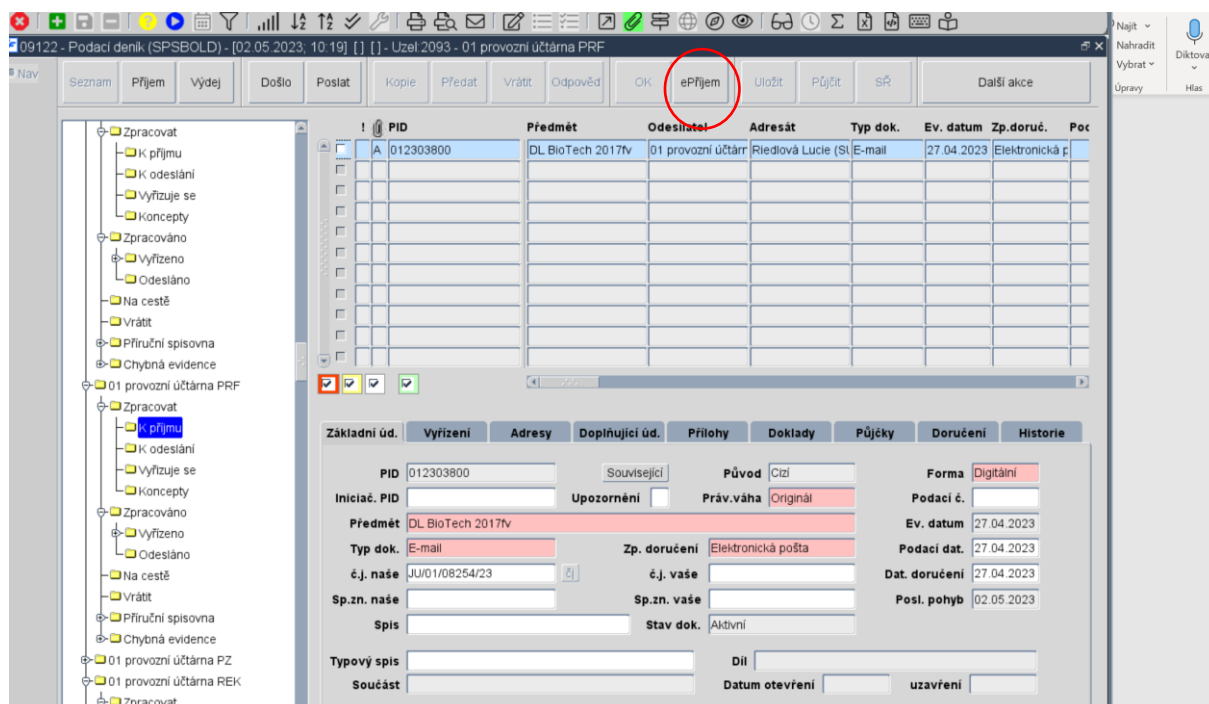 Najít
09122 - Podací deník (SPSBOLD) - [02.05.2023; 10:19] [ ] [ ] - Uzel:2093 - 01 provozní účtárna PRF
Nahradit
Vybrat
Diktova
Úpravy
Hlas
Nav
Seznam Příjem Výdej Došlo Poslat Kopie Předat Vrátit Odpověd OK ePříjem Uložit Půjčit SŘ Další akce
! PID Předmět Odesílatel Adresát Typ dok. Ev. datum Zp.doruč. Poč
A 012303800 DL BioTech 2017fv 01 provozní účtárr Riedlová Lucie (SU E-mail 27.04.2023 Elektronická p
Zpracovat
K příjmu
K odeslání
Vyřizuje se
Koncepty
Zpracováno
Vyřízeno
Odesláno
Na cestě
Vrátit
Příruční spisovna
Chybná evidence
01 provozní účtárna PRF
Zpracovat
K příjmu
K odeslání
Vyřizuje se
Koncepty
Zpracováno
Vyřízeno
Odesláno
Na cestě
Vrátit
Příruční spisovna
Chybná evidence
01 provozní účtárna PZ
01 provozní účtárna REK
Zpracovat
Základní úd. Vyřízení Adresy Doplňující úd. Přílohy Doklady Půjčky Doručení Historie
PID 012303800 Související Původ Cizí Forma Digitální
Iniciač. PID Upozornění Práv.váha Originál Podací č.
Předmět DL BioTech 2017fv Ev. datum 27.04.2023
Typ dok. E-mail Zp. doručení Elektronická pošta Podací dat. 27.04.2023
č.j. naše JU/01/08254/23 čj č.j. vaše Dat. doručení 27.04.2023
Sp.zn. naše Sp.zn. vaše Posl. pohyb 02.05.2023
Spis Stav dok. Aktivní
Typový spis Díl
Součást Datum otevření uzavření